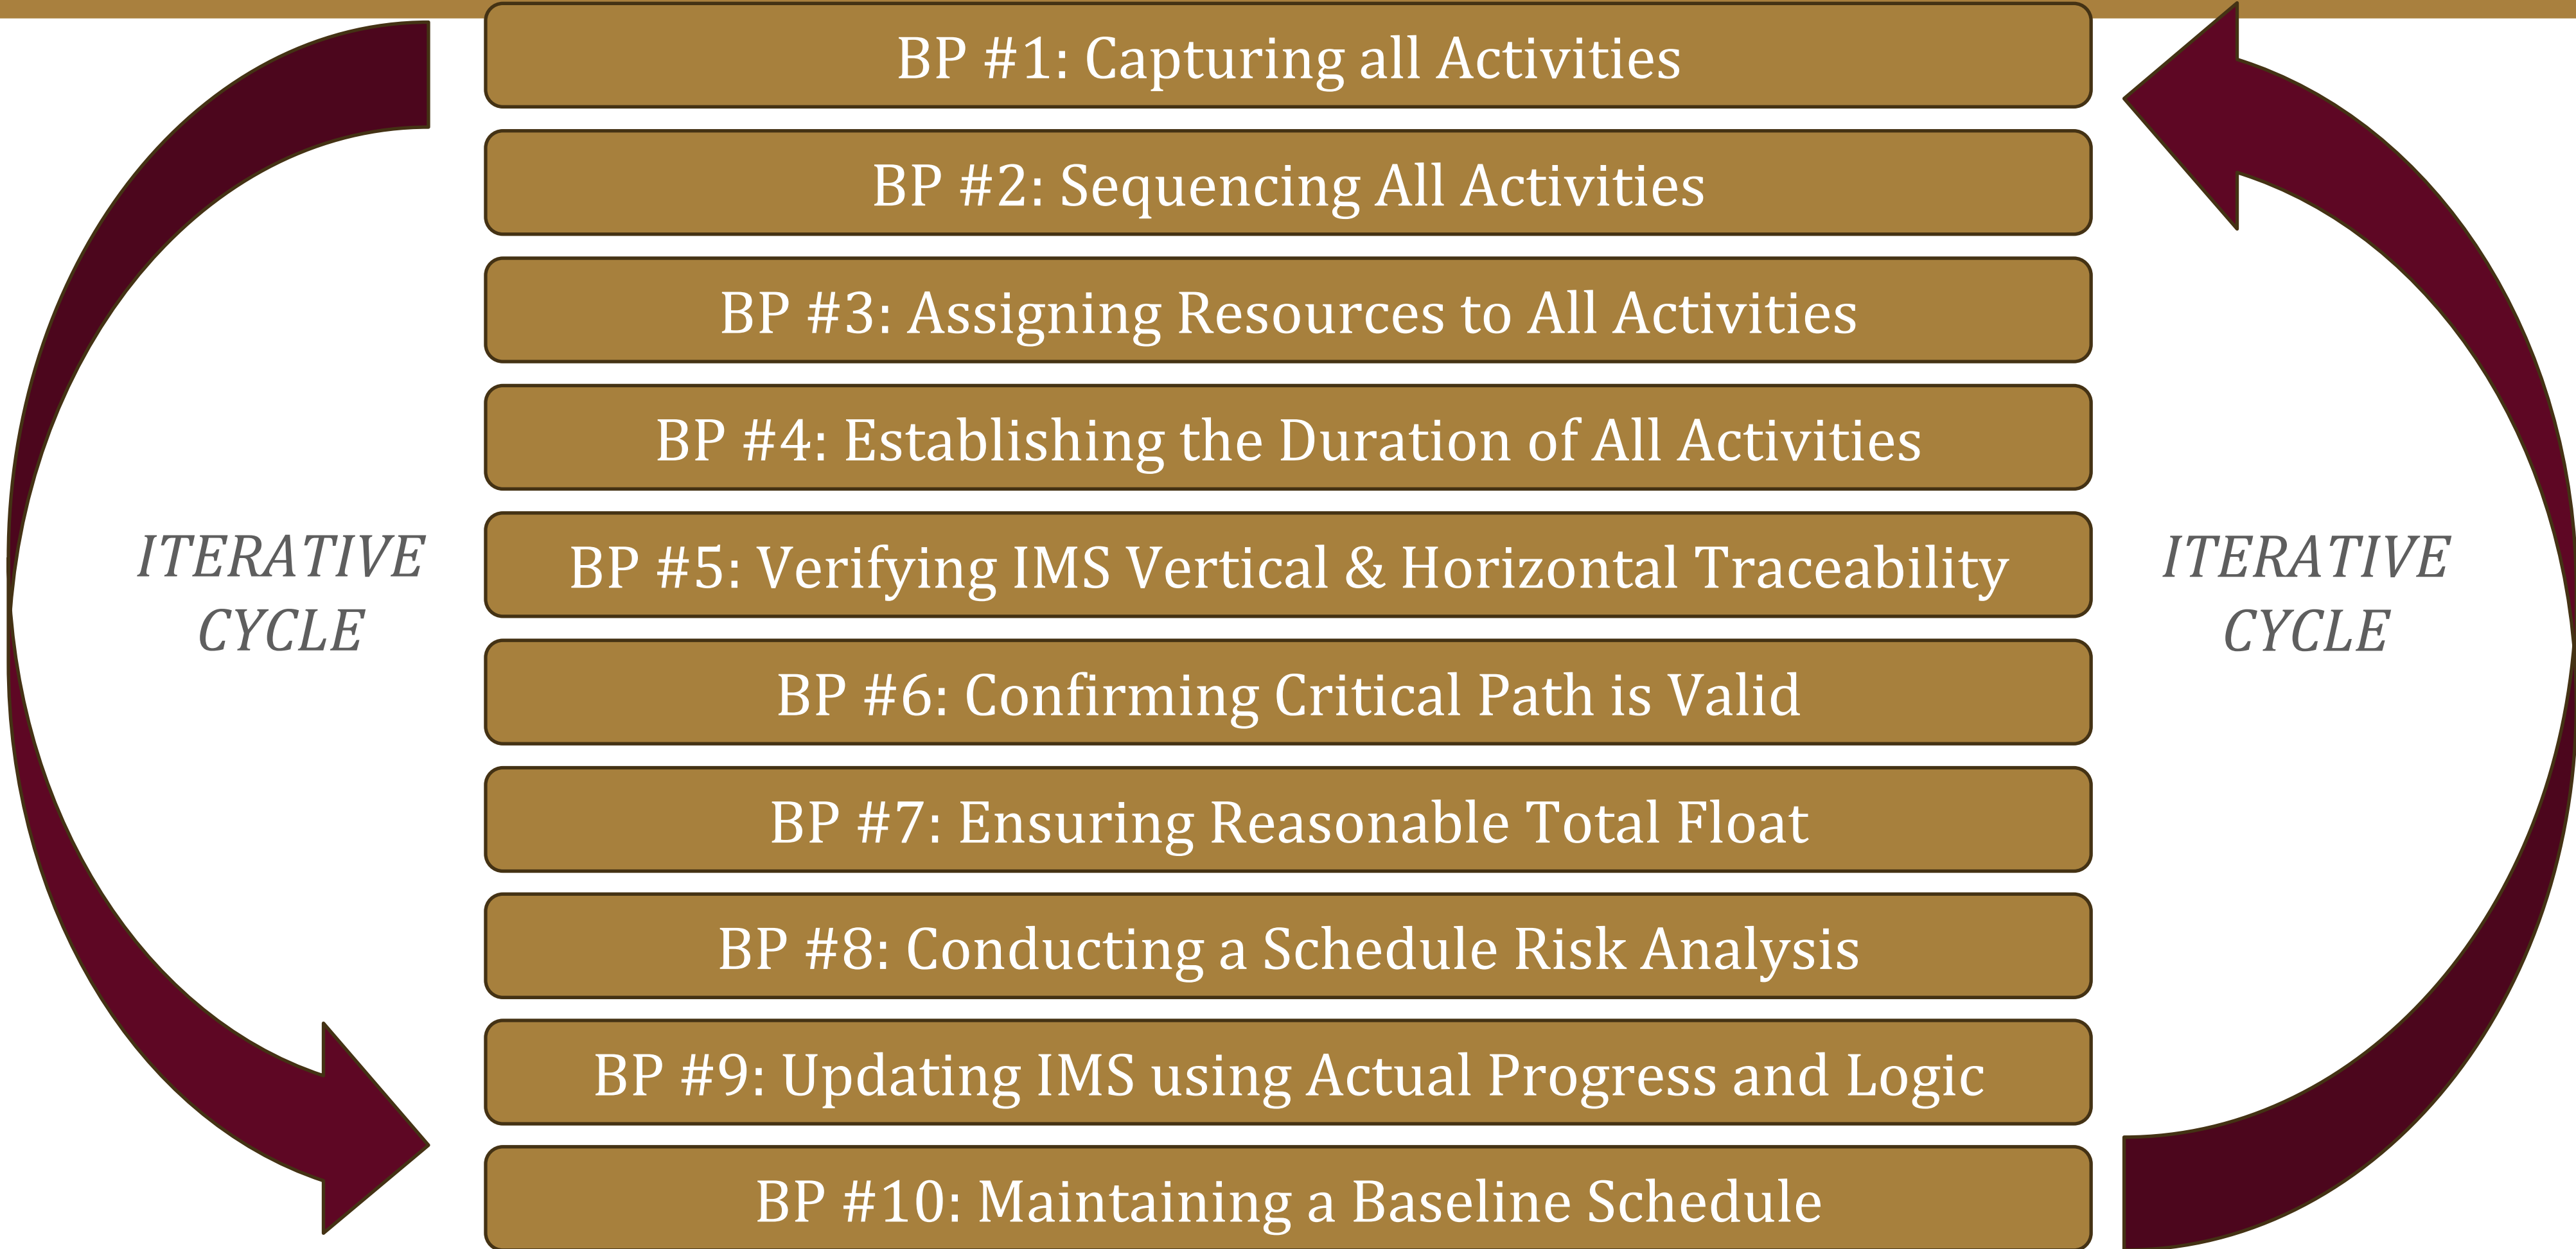 BP #1: Capturing all Activities
BP #2: Sequencing All Activities
BP #3: Assigning Resources to All Activities
BP #4: Establishing the Duration of All Activities
ITERATIVE
CYCLE
BP #5: Verifying IMS Vertical & Horizontal Traceability
ITERATIVE
CYCLE
BP #6: Confirming Critical Path is Valid
BP #7: Ensuring Reasonable Total Float
BP #8: Conducting a Schedule Risk Analysis
BP #9: Updating IMS using Actual Progress and Logic
BP #10: Maintaining a Baseline Schedule